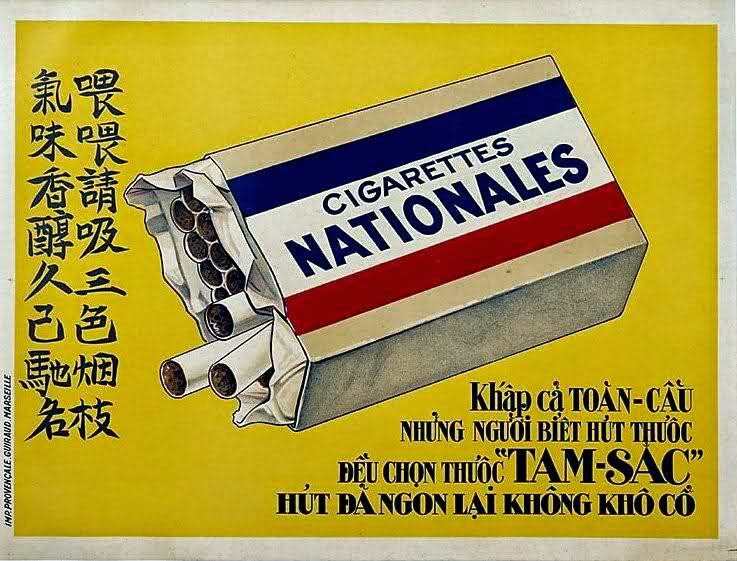 喂喂請吸三色烟枝
氣味香醇久己馳名
CIGARETTES
NATIONALES
Khắp cả TOÀN-CẦU
NHỮNG NGƯỜI BIẾT HÚT THUỐC
ĐỀU CHỌN THUỐC "TAM-SẮC"
HÚT ĐÃ NGON LẠI KHÔNG KHÔ CỔ
IMP. PROVENCALE. GUIRAUD. MARSEILLE